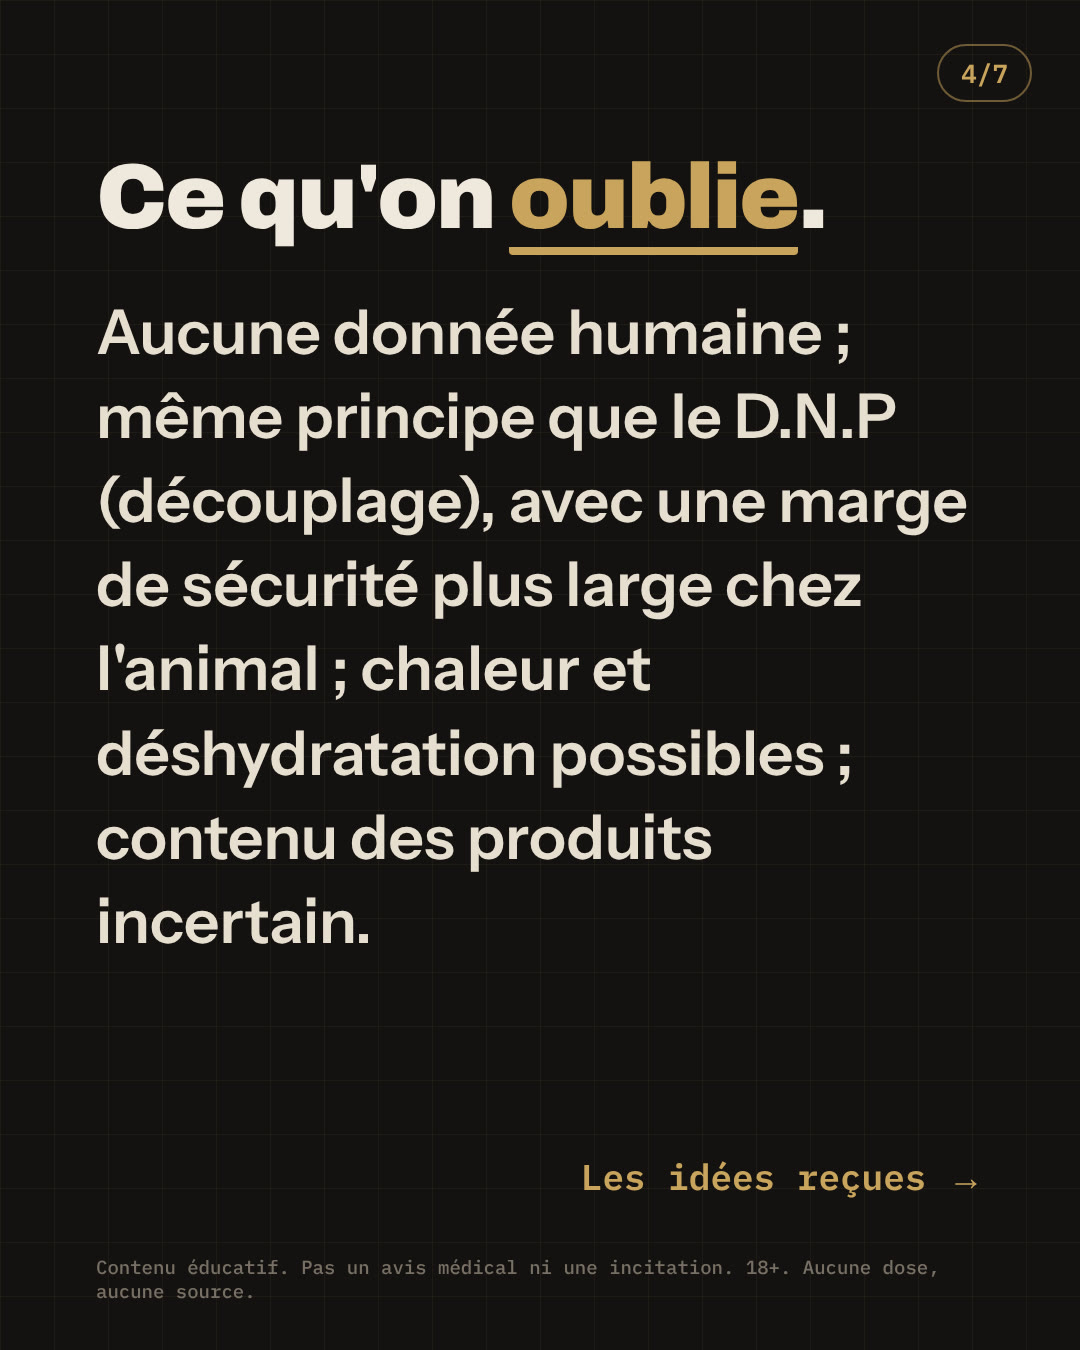 4/7
Ce qu'on oublie.
Aucune donnée humaine ;
même principe que le D.N.P
(découplage), avec une marge
de sécurité plus large chez
l'animal ; chaleur et
déshydratation possibles ;
contenu des produits
incertain.
Les idées reçues →
Contenu éducatif. Pas un avis médical ni une incitation. 18+. Aucune dose,
aucune source.